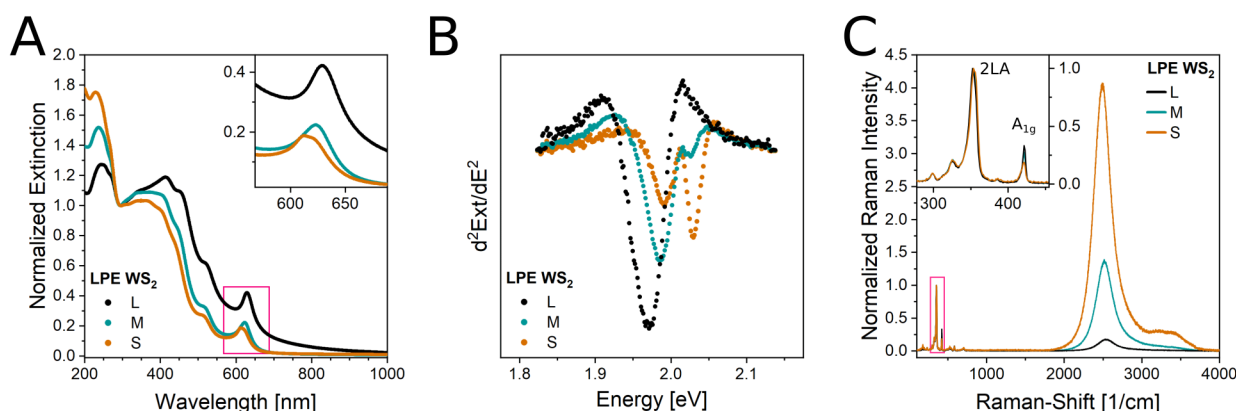 A
Normalized Extinction
2.0
1.8
1.6
1.4
1.2
1.0
0.8
0.6
0.4
0.2
0.0
0.4
0.2
600 650
LPE WS2
L
M
S
200 400 600 800 1000
Wavelength [nm]
B
d2Ext/dE2
LPE WS2
L
M
S
1.8 1.9 2.0 2.1
Energy [eV]
C
Normalized Raman Intensity
4.5
4.0
3.5
3.0
2.5
2.0
1.5
1.0
0.5
0.0
2LA
A1g
1.0
0.5
0.0
300 400
LPE WS2
L
M
S
1000 2000 3000 4000
Raman-Shift [1/cm]